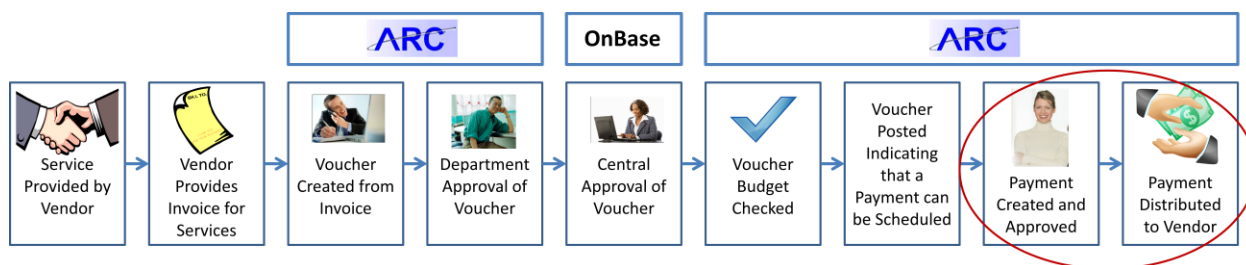 ARC
OnBase
ARC
Service
Provided by
Vendor
BILL TO:
Vendor
Provides
Invoice for
Services
Voucher
Created from
Invoice
Department
Approval of
Voucher
Central
Approval of
Voucher
Voucher
Budget
Checked
Voucher
Posted
Indicating
that a
Payment can
be Scheduled
Payment
Created and
Approved
Payment
Distributed
to Vendor